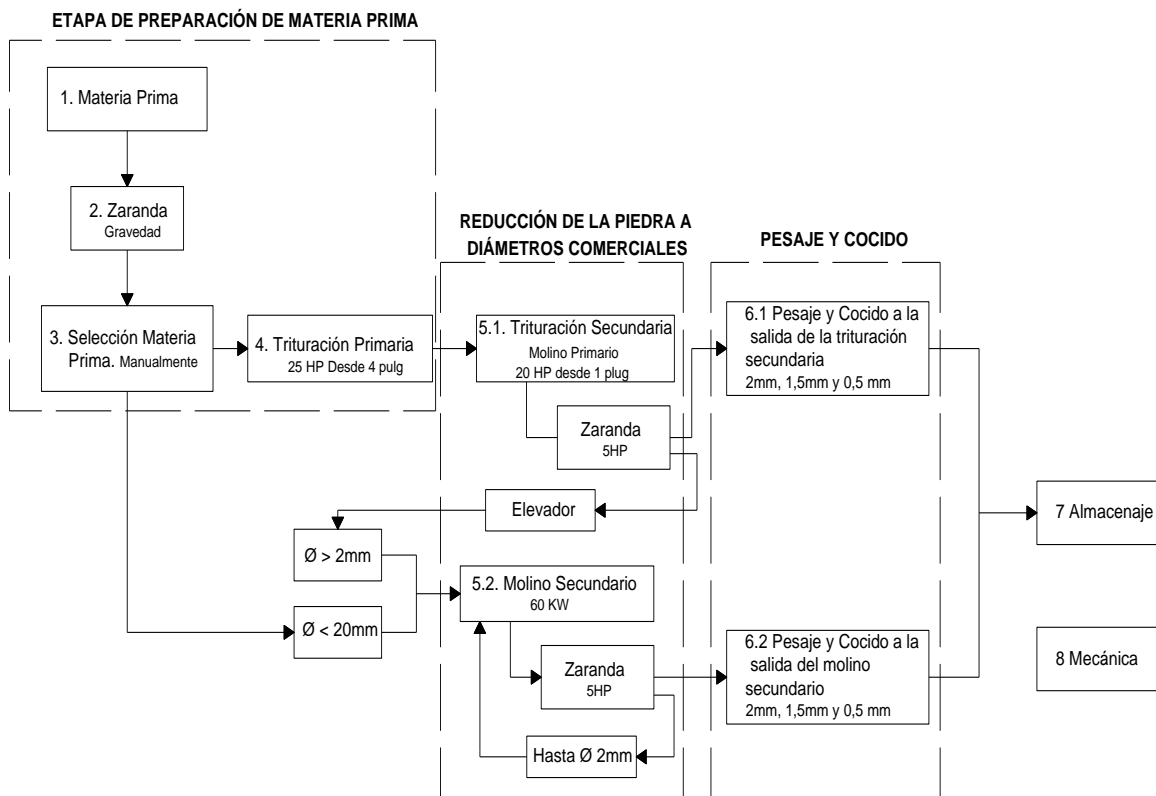 ETAPA DE PREPARACIÓN DE MATERIA PRIMA
1. Materia Prima
2. Zaranda
Gravedad
3. Selección Materia
Prima. Manualmente
4. Trituración Primaria
25 HP Desde 4 pulg
REDUCCIÓN DE LA PIEDRA A
DIÁMETROS COMERCIALES
5.1. Trituración Secundaria
Molino Primario
20 HP desde 1 plug
Zaranda
5HP
Elevador
Ø > 2mm
Ø < 20mm
5.2. Molino Secundario
60 KW
Zaranda
5HP
Hasta Ø 2mm
PESAJE Y COCIDO
6.1 Pesaje y Cocido a la
salida de la trituración
secundaria
2mm, 1,5mm y 0,5 mm
6.2 Pesaje y Cocido a la
salida del molino
secundario
2mm, 1,5mm y 0,5 mm
7 Almacenaje
8 Mecánica